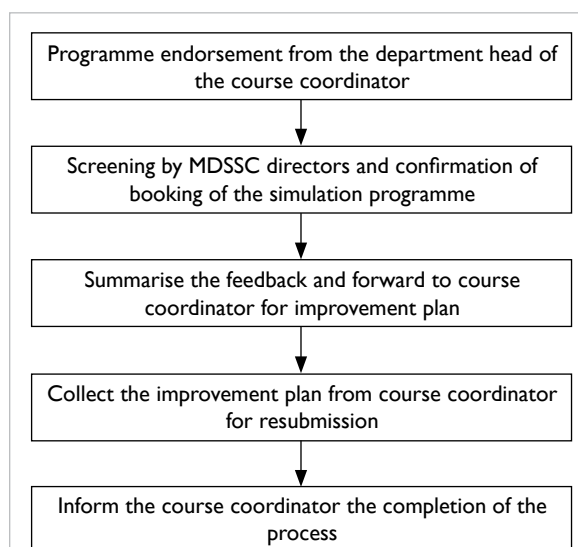 Programme endorsement from the department head of
the course coordinator
Screening by MDSSC directors and confirmation of
booking of the simulation programme
Summarise the feedback and forward to course
coordinator for improvement plan
Collect the improvement plan from course coordinator
for resubmission
Inform the course coordinator the completion of the
process